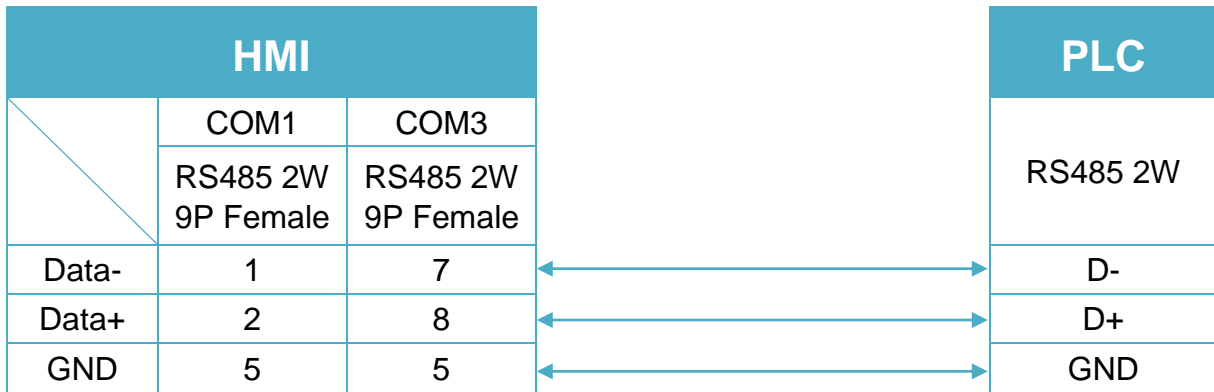 HMI
PLC
COM1 COM3
RS485 2W RS485 2W
9P Female 9P Female
RS485 2W
Data- 1 7 D-
Data+ 2 8 D+
GND 5 5 GND